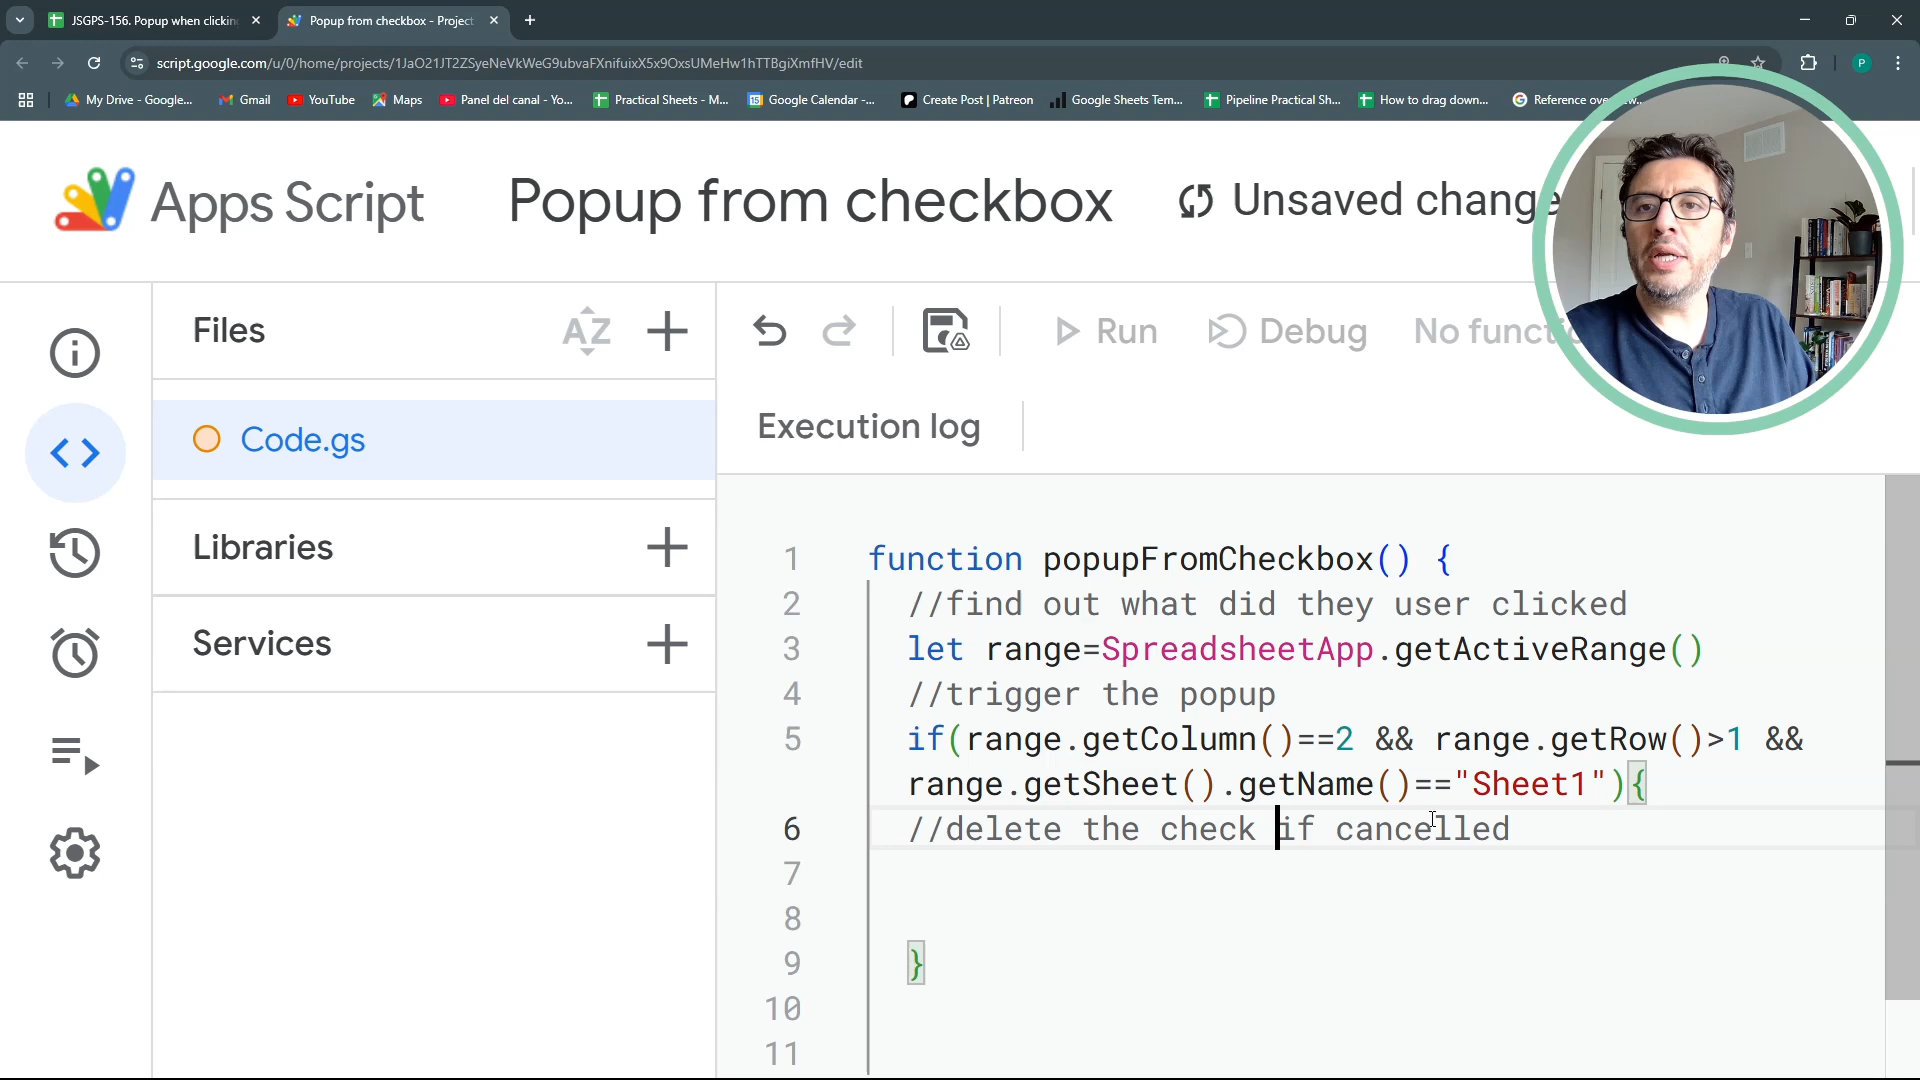 JSGPS-156. Popup when clickin
Popup from checkbox - Project
script.google.com/u/0/home/projects/1JaO21JT2ZSyeNeVkWeG9ubvaFXnifuixX5x9OxsUMeHw1hTTBgiXmfHV/edit
P
My Drive - Google...
Gmail
YouTube
Maps
Panel del canal - Yo...
Practical Sheets - M...
Google Calendar -...
Create Post | Patreon
Google Sheets Tem...
Pipeline Practical Sh...
How to drag down...
Reference
Apps Script
Popup from checkbox
Unsaved change
Files
AZ
Run
Debug
No functi
Code.gs
Execution log
Libraries
Services
1 function popupFromCheckbox() {
2 //find out what did they user clicked
3 let range=SpreadsheetApp.getActiveRange()
4 //trigger the popup
5 if(range.getColumn()==2 && range.getRow()>1 &&
range.getSheet().getName()=="Sheet1"){
6 //delete the check if cancelled
7
8
9 }
10
11